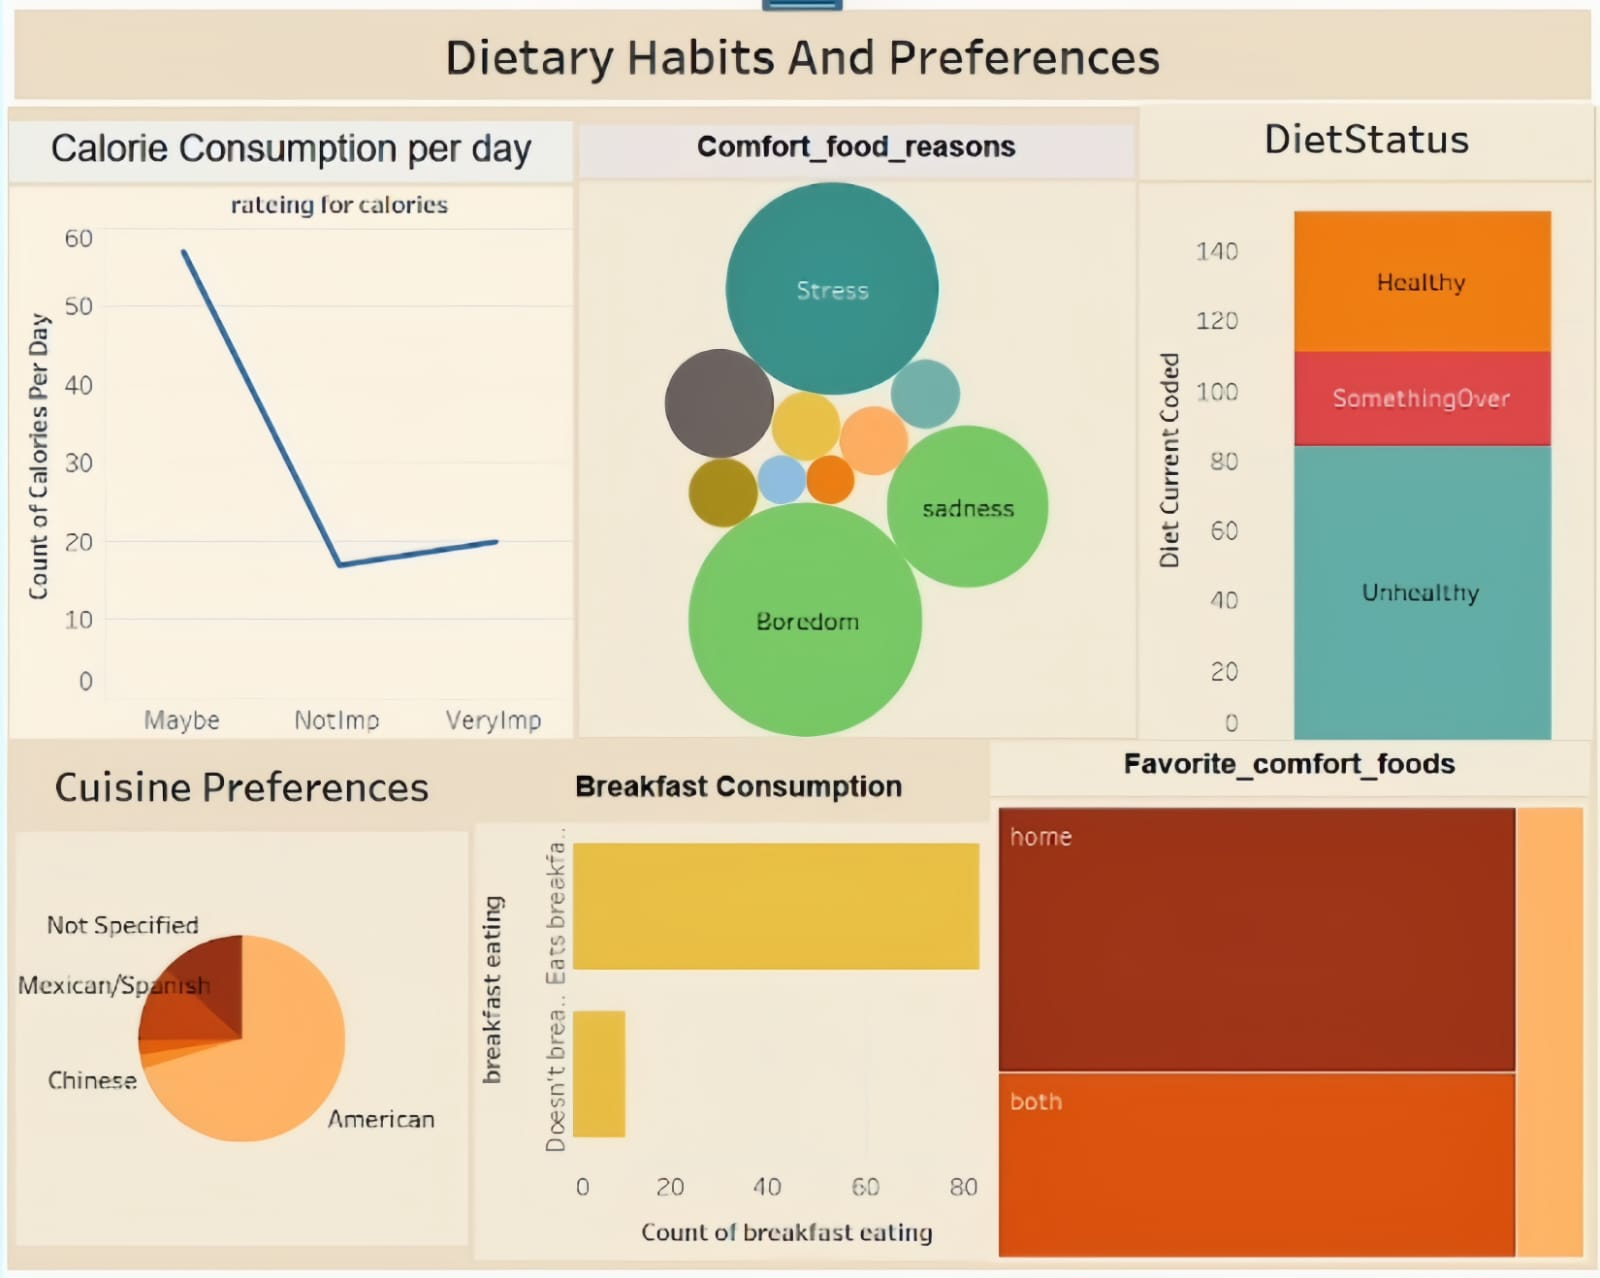 Dietary Habits And Preferences
Calorie Consumption per day
rateing for calories
Count of Calories Per Day
60
50
40
30
20
10
0
Maybe NotImp VeryImp
Comfort_food_reasons
Stress
sadness
Boredom
DietStatus
Diet Current Coded
140
120
100
80
60
40
20
0
Healthy
SomethingOver
Unhealthy
Cuisine Preferences
Not Specified
Mexican/Spanish
Chinese
American
Breakfast Consumption
breakfast eating
Eats breakfa..
Doesn't brea..
0 20 40 60 80
Count of breakfast eating
Favorite_comfort_foods
home
both